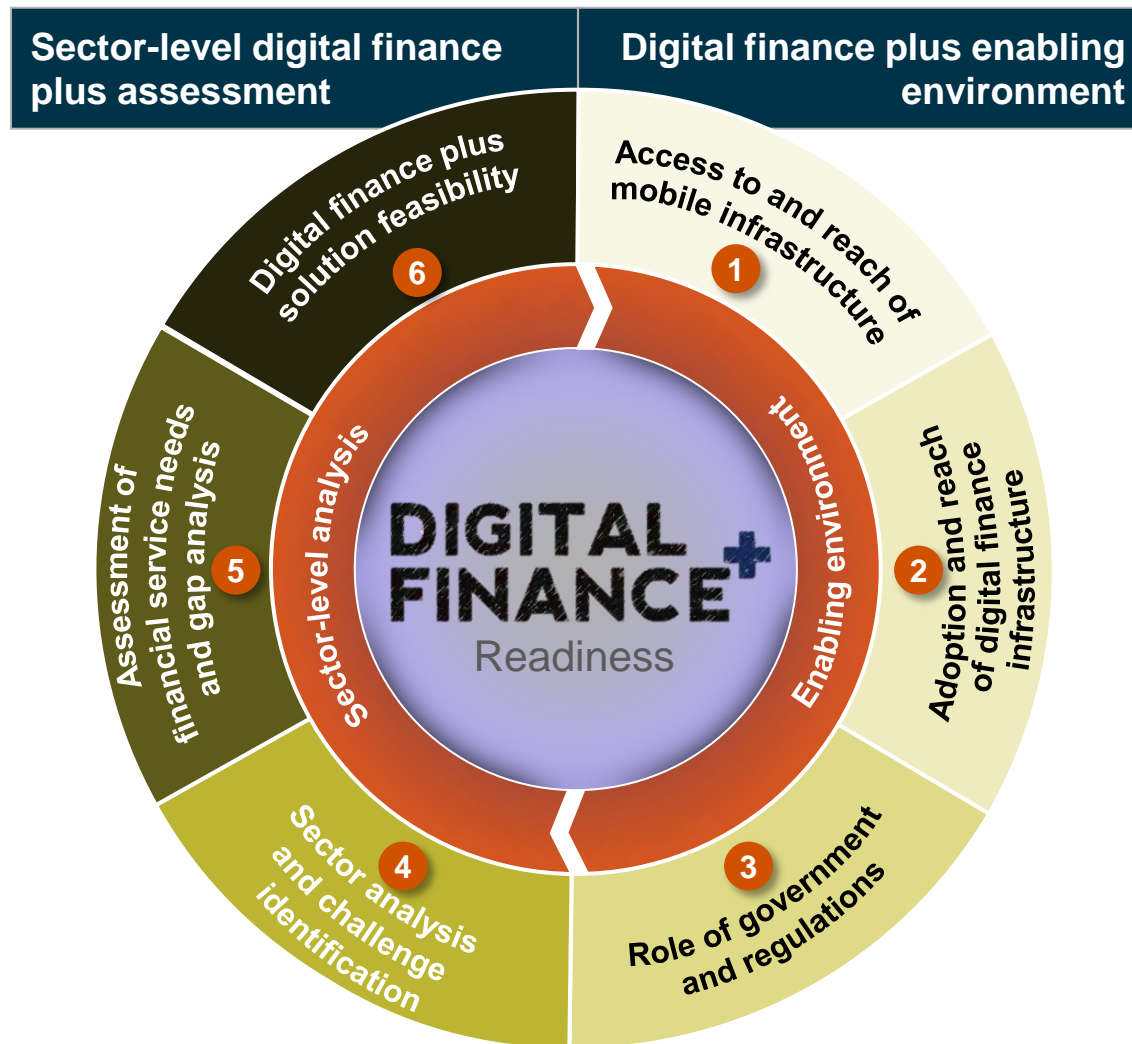 Sector-level digital finance
plus assessment
Digital finance plus enabling
environment
Access to and reach of
mobile infrastructure
1
Adoption and reach
of digital finance
infrastructure
2
Role of government
and regulations
3
Sector analysis
and challenge
identification
4
Assessment of
financial service needs
and gap analysis
5
Digital finance plus
solution feasibility
6
Sector-level analysis
Enabling environment
DIGITAL
FINANCE+
Readiness